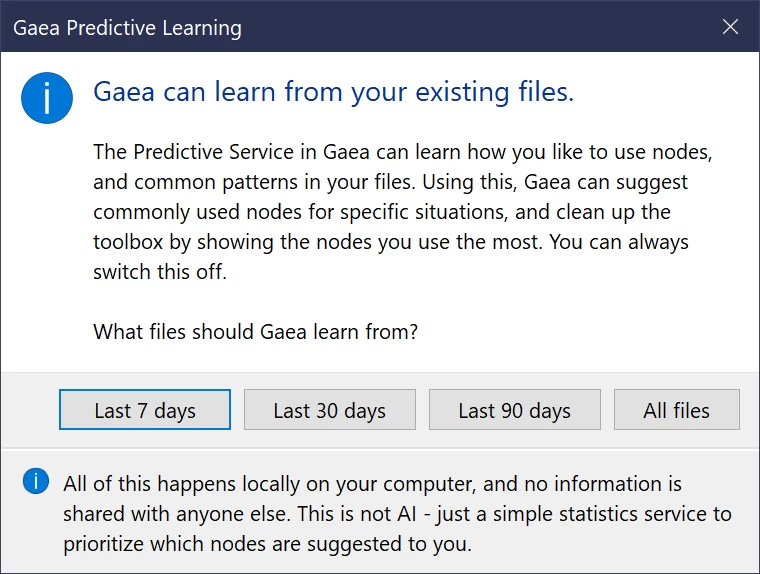 Gaea Predictive Learning
Gaea can learn from your existing files.
The Predictive Service in Gaea can learn how you like to use nodes,
and common patterns in your files. Using this, Gaea can suggest
commonly used nodes for specific situations, and clean up the
toolbox by showing the nodes you use the most. You can always
switch this off.
What files should Gaea learn from?
Last 7 days
Last 30 days
Last 90 days
All files
All of this happens locally on your computer, and no information is
shared with anyone else. This is not AI - just a simple statistics service to
prioritize which nodes are suggested to you.